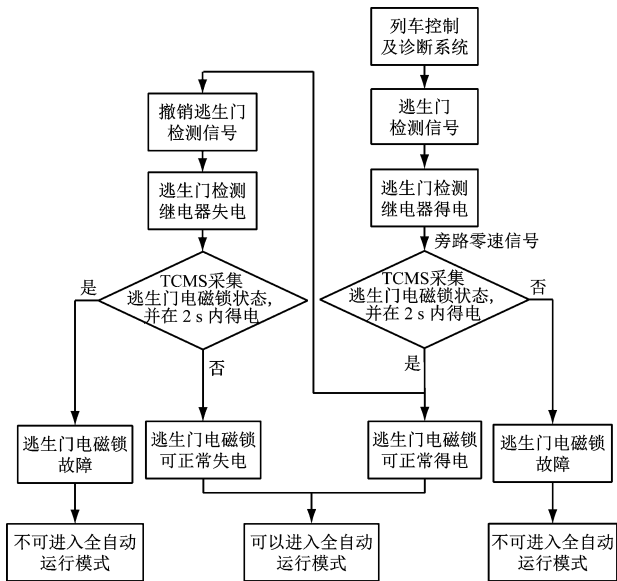 列车控制
及诊断系统
撤销逃生门
检测信号
逃生门
检测信号
逃生门检测
继电器失电
逃生门检测
继电器得电
旁路零速信号
是
TCMS采集
逃生门电磁锁状态,
并在 2 s 内得电
TCMS采集
逃生门电磁锁状态,
并在 2 s 内得电
否
否
是
逃生门电磁锁
故障
逃生门电磁锁
可正常失电
逃生门电磁锁
可正常得电
逃生门电磁锁
故障
不可进入全自动
运行模式
可以进入全自动
运行模式
不可进入全自动
运行模式